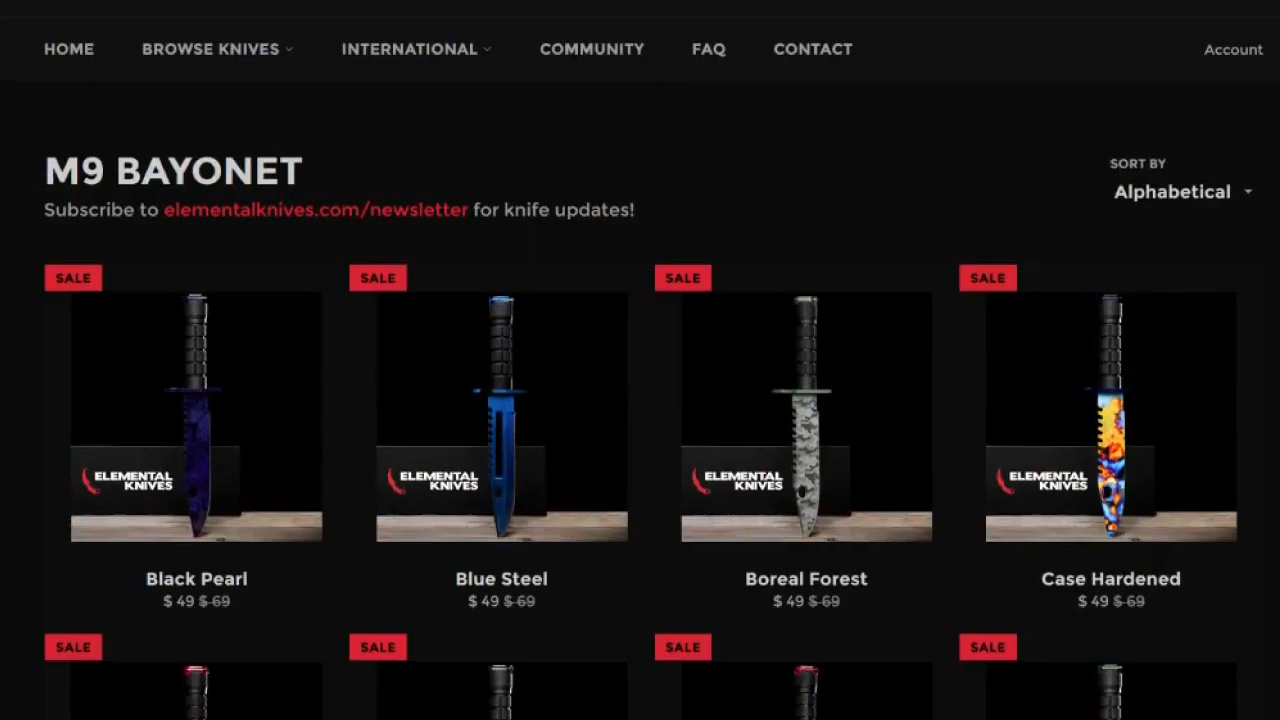 HOME BROWSE KNIVES INTERNATIONAL COMMUNITY FAQ CONTACT Account
M9 BAYONET
Subscribe to elementalknives.com/newsletter for knife updates!
SORT BY
Alphabetical
SALE SALE SALE SALE
ELEMENTAL KNIVES
ELEMENTAL KNIVES
ELEMENTAL KNIVES
ELEMENTAL KNIVES
Black Pearl Blue Steel Boreal Forest Case Hardened
$ 49 $ 69 $ 49 $ 69 $ 49 $ 69 $ 49 $ 69
SALE SALE SALE SALE